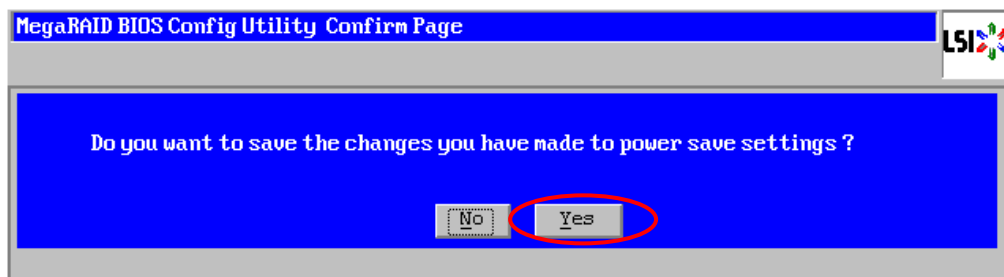 MegaRAID BIOS Config Utility Confirm Page
LSI
Do you want to save the changes you have made to power save settings ?
No
Yes